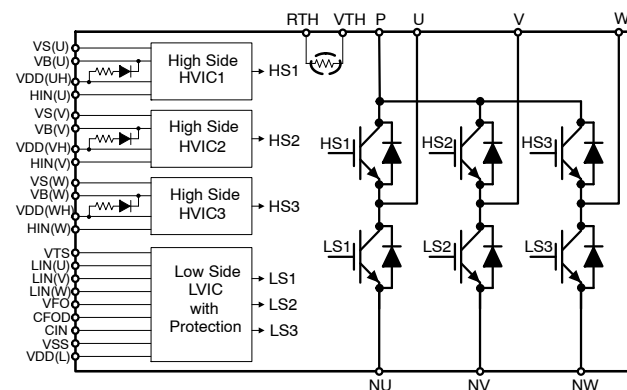 RTH VTH P U V W
VS(U)
VB(U)
VDD(UH)
HIN(U)
High Side
HVIC1
HS1
VS(V)
VB(V)
VDD(VH)
HIN(V)
High Side
HVIC2
HS2
VS(W)
VB(W)
VDD(WH)
HIN(W)
High Side
HVIC3
HS3
VTS
LIN(U)
LIN(V)
LIN(W)
VFO
CFOD
CIN
VSS
VDD(L)
Low Side
LVIC
with
Protection
LS1
LS2
LS3
HS1 HS2 HS3
LS1 LS2 LS3
NU NV NW